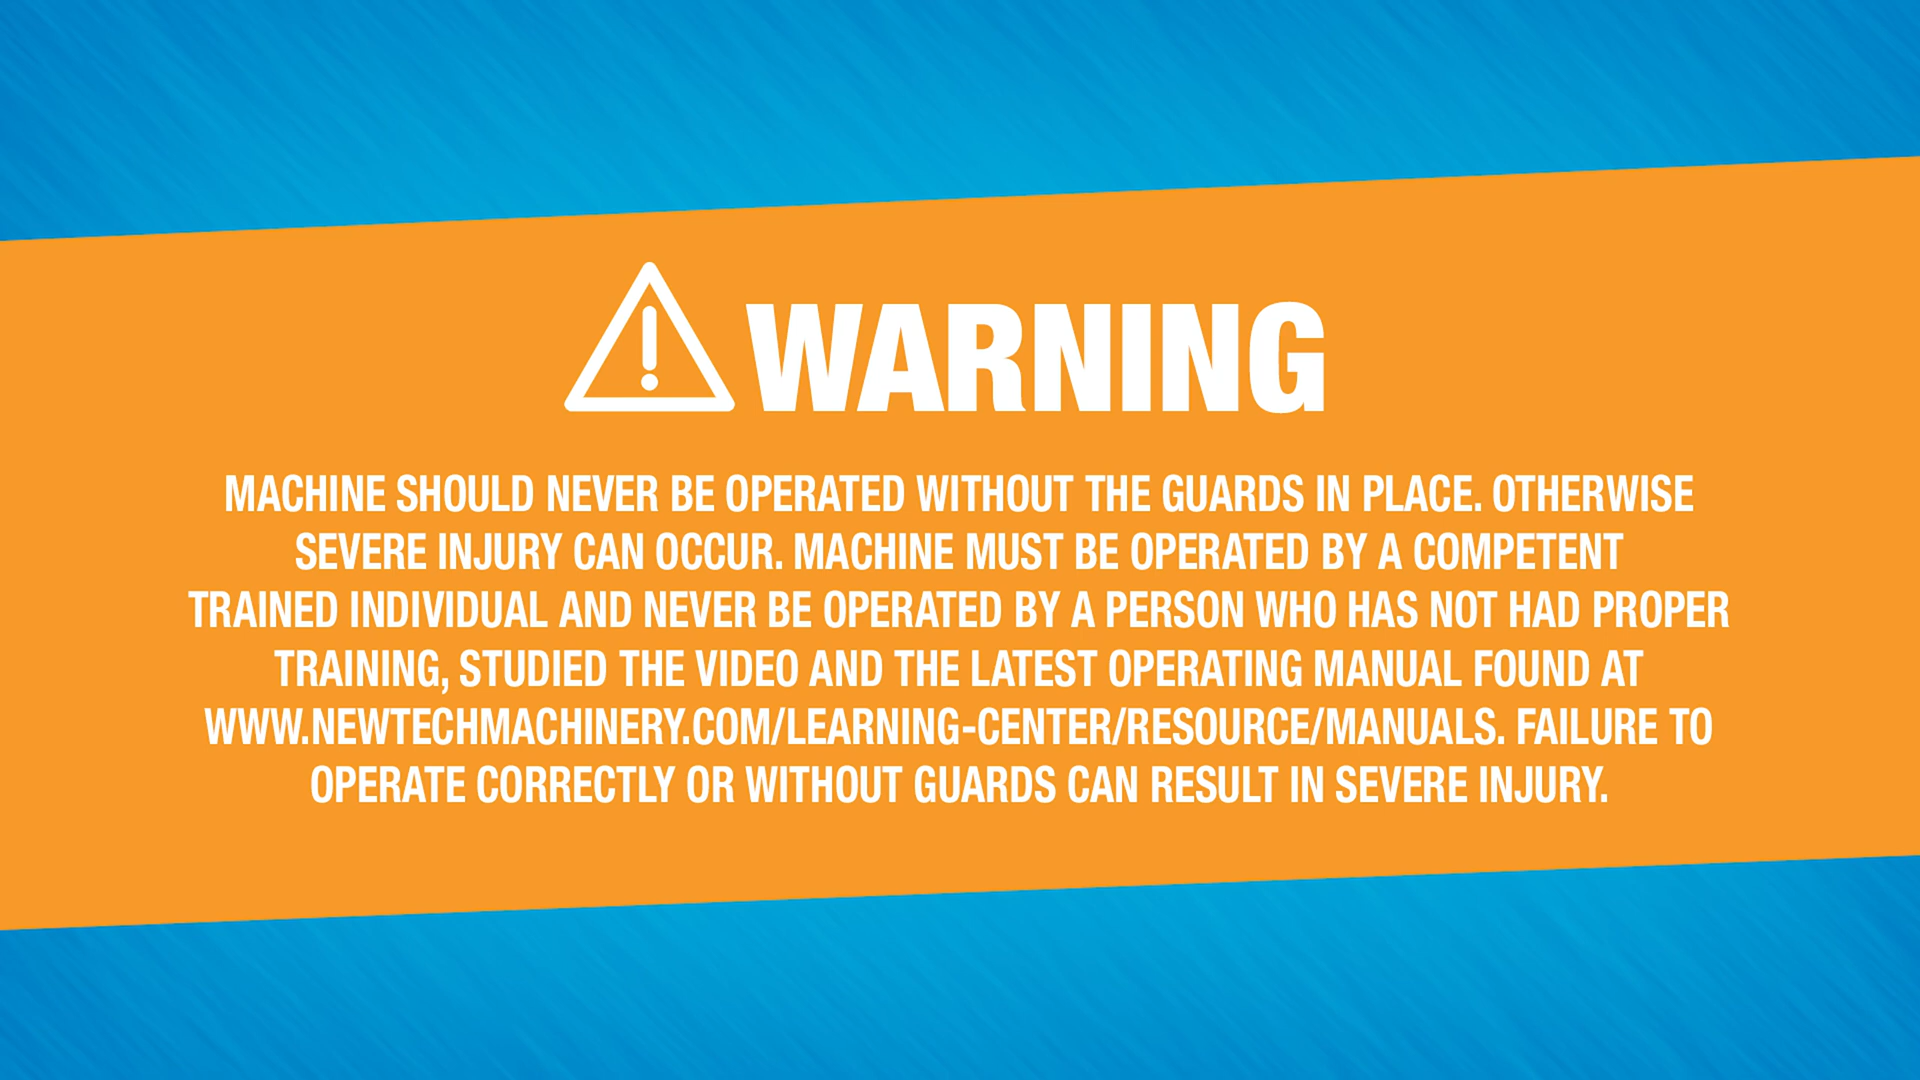 WARNING
MACHINE SHOULD NEVER BE OPERATED WITHOUT THE GUARDS IN PLACE. OTHERWISE
SEVERE INJURY CAN OCCUR. MACHINE MUST BE OPERATED BY A COMPETENT
TRAINED INDIVIDUAL AND NEVER BE OPERATED BY A PERSON WHO HAS NOT HAD PROPER
TRAINING, STUDIED THE VIDEO AND THE LATEST OPERATING MANUAL FOUND AT
WWW.NEWTECHMACHINERY.COM/LEARNING-CENTER/RESOURCE/MANUALS. FAILURE TO
OPERATE CORRECTLY OR WITHOUT GUARDS CAN RESULT IN SEVERE INJURY.